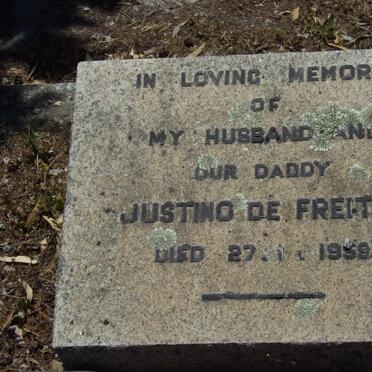 IN LOVING MEMOR
OF
MY HUSBAND AN
OUR DADDY
JUSTINO DE FREIT
DIED 27.1.1959